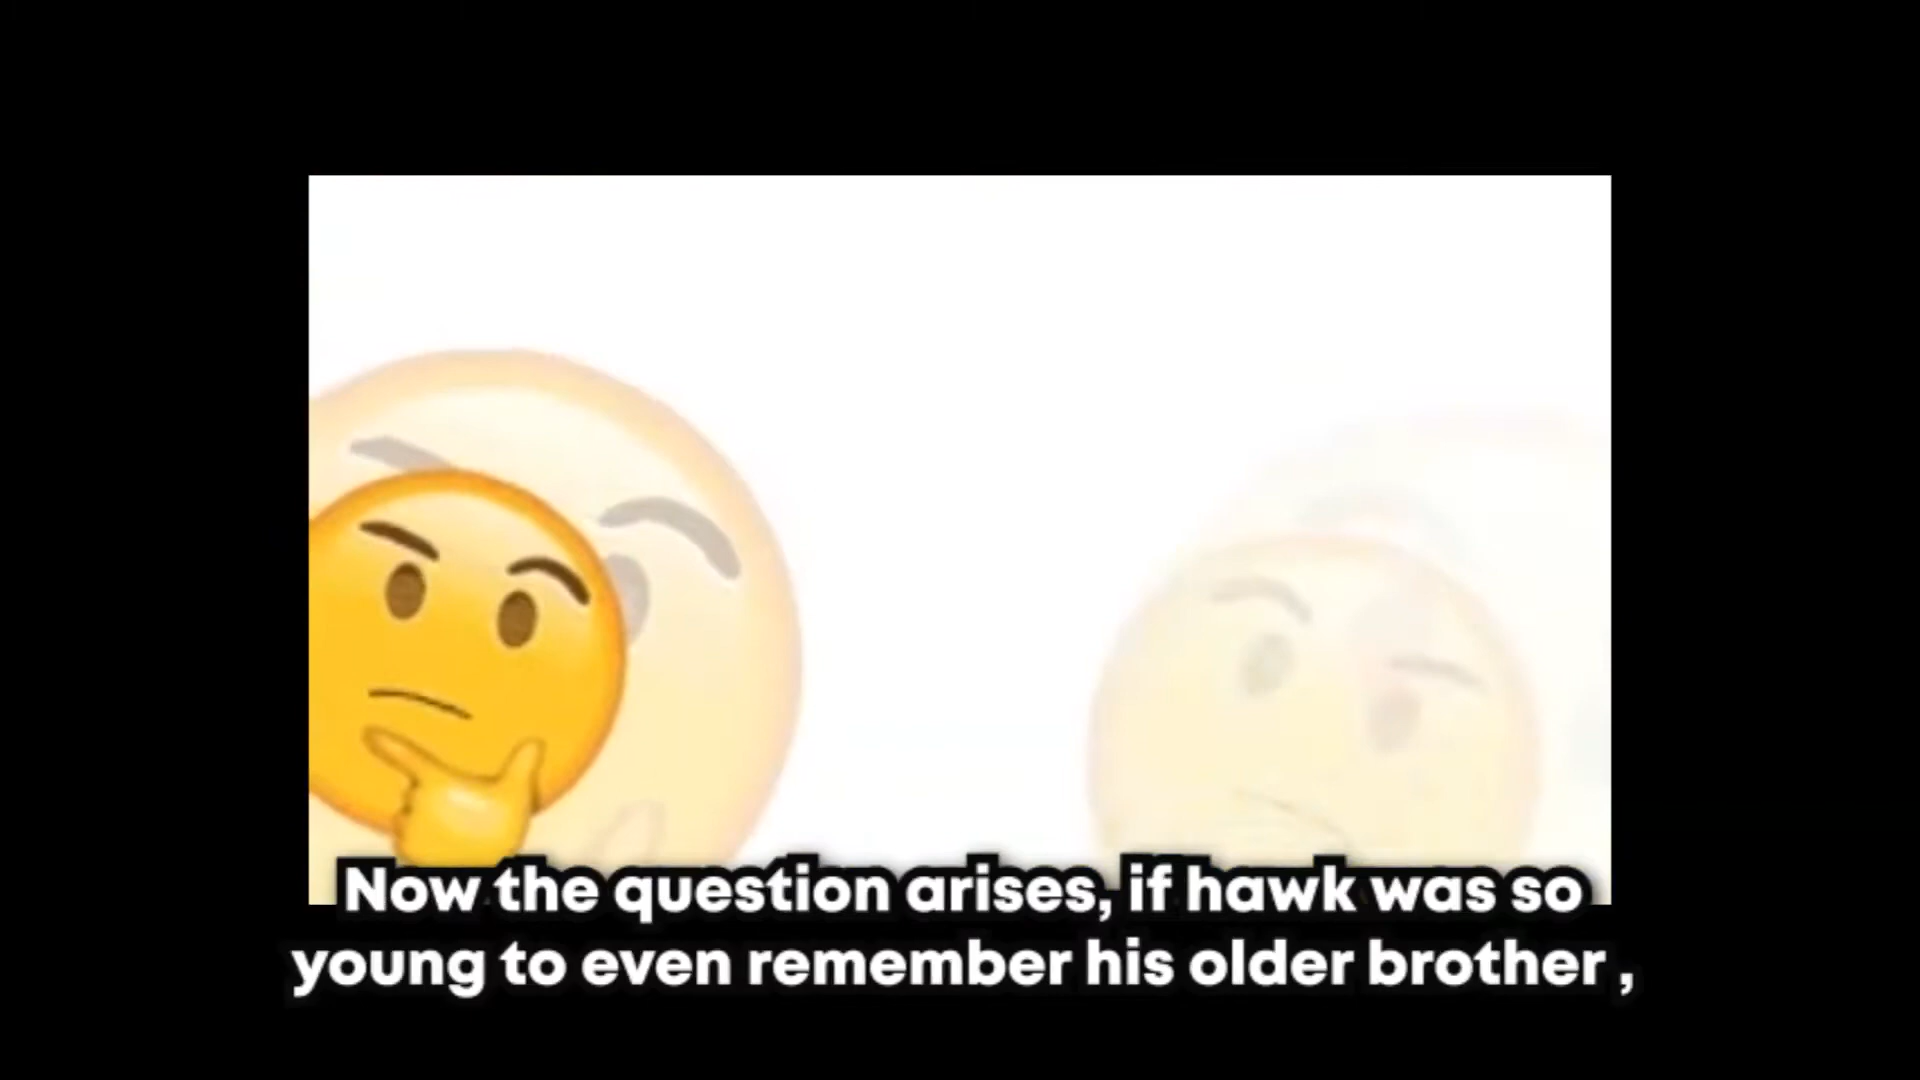 Now the question arises, if hawk was so
young to even remember his older brother ,